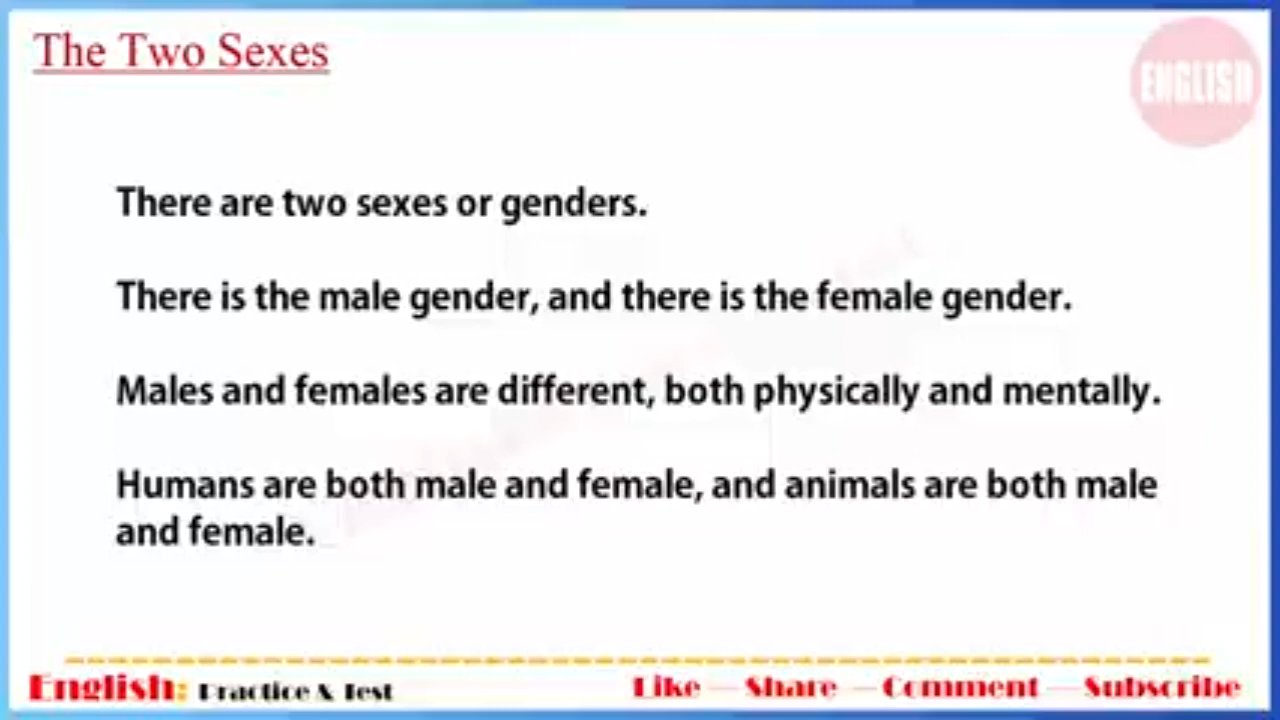 The Two Sexes
ENGLISH
There are two sexes or genders.
There is the male gender, and there is the female gender.
Males and females are different, both physically and mentally.
Humans are both male and female, and animals are both male
and female.
English: Practice & Test
Like — Share — Comment — Subscribe